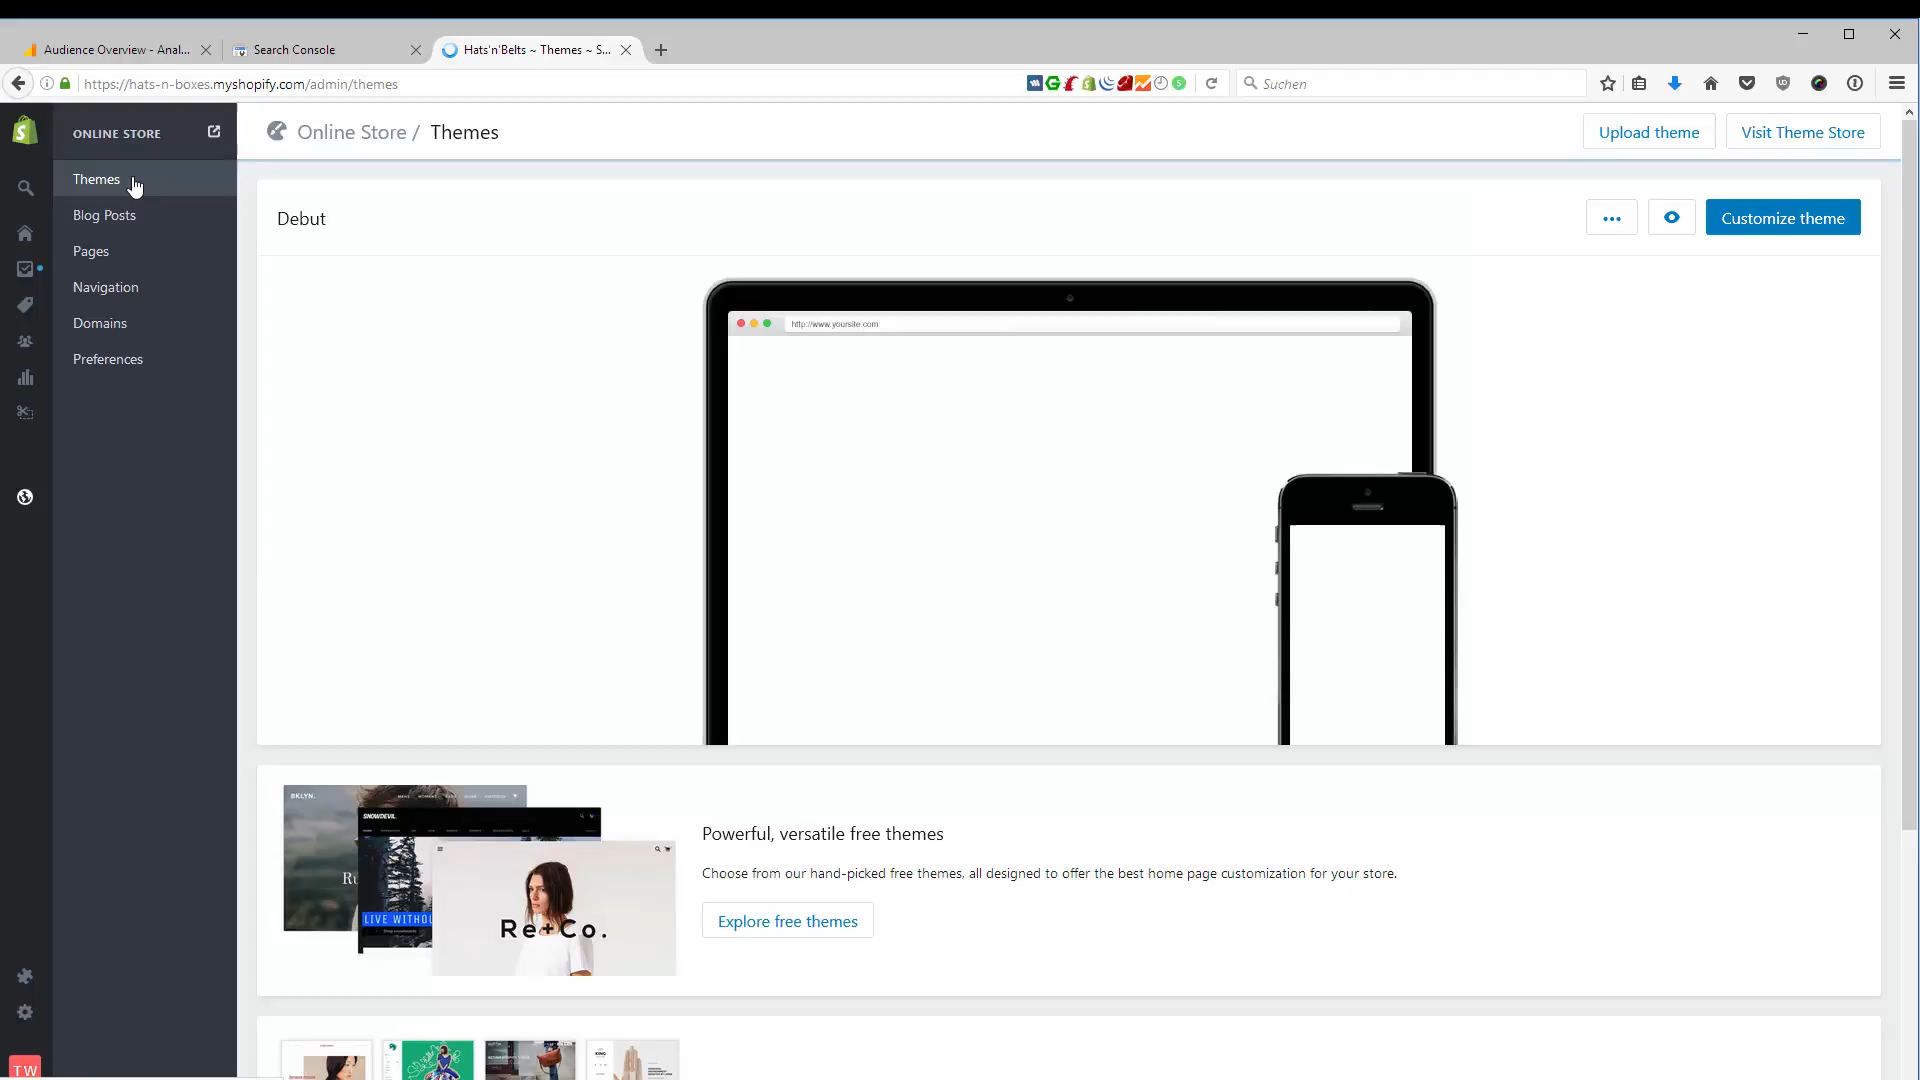 Audience Overview - Anal...
Search Console
Hats'n'Belts ~ Themes ~ S...
https://hats-n-boxes.myshopify.com/admin/themes
Suchen
ONLINE STORE
Themes
Blog Posts
Pages
Navigation
Domains
Preferences
TW
Online Store / Themes
Upload theme
Visit Theme Store
Debut
Customize theme
http://www.yoursite.com
BKLYN.
SNOWDEVIL.
Ru
LIVE WITHOU
Re+Co.
Powerful, versatile free themes
Choose from our hand-picked free themes, all designed to offer the best home page customization for your store.
Explore free themes
KING